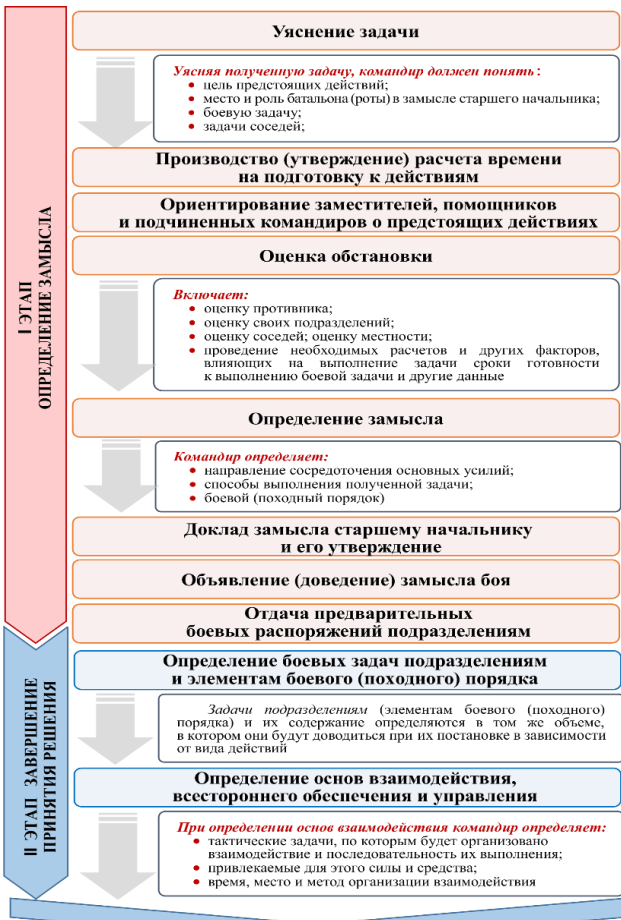 Уяснение задачи
Уясняя полученную задачу, командир должен понять :
• цель предстоящих действий;
• место и роль батальона (роты) в замысле старшего начальника;
• боевую задачу;
• задачи соседей;
Производство (утверждение) расчета времени
на подготовку к действиям
Ориентирование заместителей, помощников
и подчиненных командиров о предстоящих действиях
Оценка обстановки
Включает:
• оценку противника;
• оценку своих подразделений;
• оценку соседей; оценку местности;
• проведение необходимых расчетов и других факторов,
влияющих на выполнение задачи сроки готовности
к выполнению боевой задачи и другие данные
Определение замысла
Командир определяет:
• направление сосредоточения основных усилий;
• способы выполнения полученной задачи;
• боевой (походный порядок)
Доклад замысла старшему начальнику
и его утверждение
Объявление (доведение) замысла боя
Отдача предварительных
боевых распоряжений подразделениям
I ЭТАП
ОПРЕДЕЛЕНИЕ ЗАМЫСЛА
Определение боевых задач подразделениям
и элементам боевого (походного) порядка
Задачи подразделениям (элементам боевого (походного)
порядка) и их содержание определяются в том же объеме,
в котором они будут доводиться при их постановке в зависимости
от вида действий
Определение основ взаимодействия,
всестороннего обеспечения и управления
При определении основ взаимодействия командир определяет:
• тактические задачи, по которым будет организовано
взаимодействие и последовательность их выполнения;
• привлекаемые для этого силы и средства;
• время, место и метод организации взаимодействия
II ЭТАП ЗАВЕРШЕНИЕ
ПРИНЯТИЯ РЕШЕНИЯ